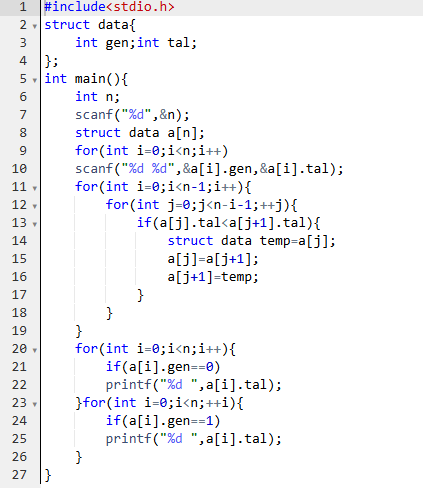 1 #include<stdio.h>
2 struct data{
3 int gen;int tal;
4 };
5 int main(){
6 int n;
7 scanf("%d",&n);
8 struct data a[n];
9 for(int i=0;i<n;i++)
10 scanf("%d %d",&a[i].gen,&a[i].tal);
11 for(int i=0;i<n-1;i++){
12 for(int j=0;j<n-i-1;++j){
13 if(a[j].tal<a[j+1].tal){
14 struct data temp=a[j];
15 a[j]=a[j+1];
16 a[j+1]=temp;
17 }
18 }
19 }
20 for(int i=0;i<n;i++){
21 if(a[i].gen==0)
22 printf("%d ",a[i].tal);
23 }for(int i=0;i<n;++i){
24 if(a[i].gen==1)
25 printf("%d ",a[i].tal);
26 }
27 }